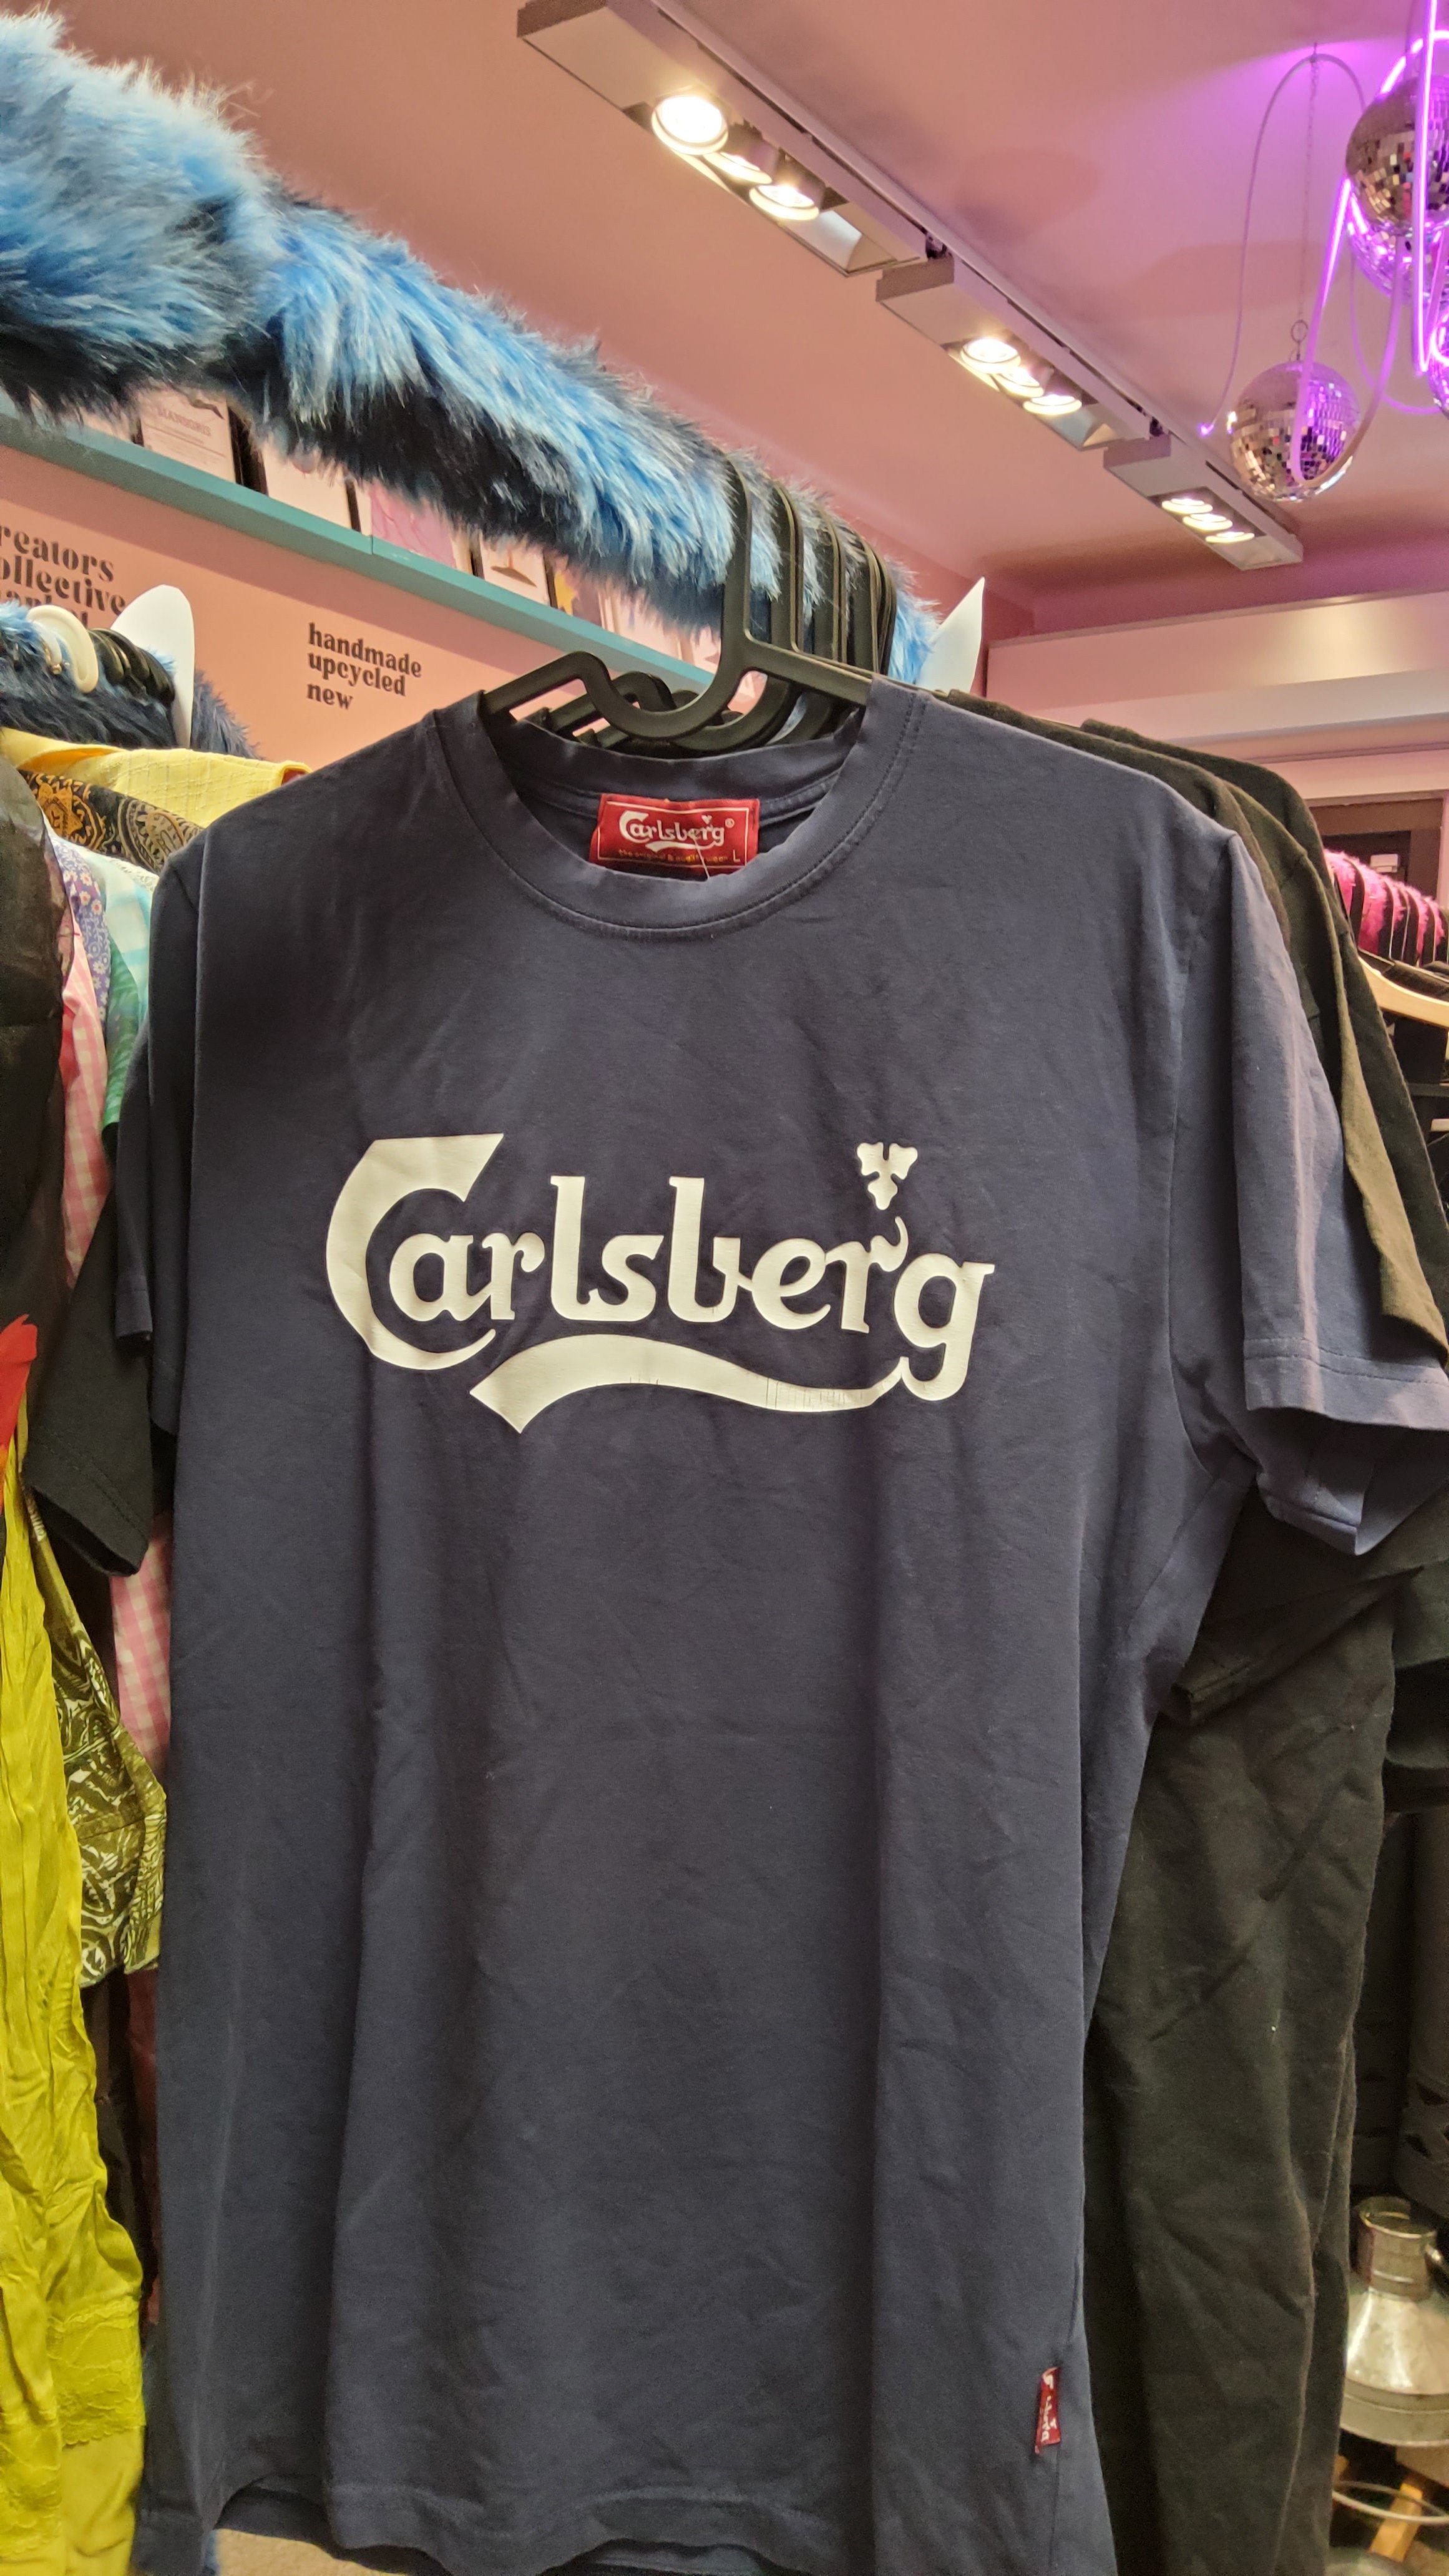 reators
ollective
handmade
upcycled
new
Carlsberg®
L
Carlsberg